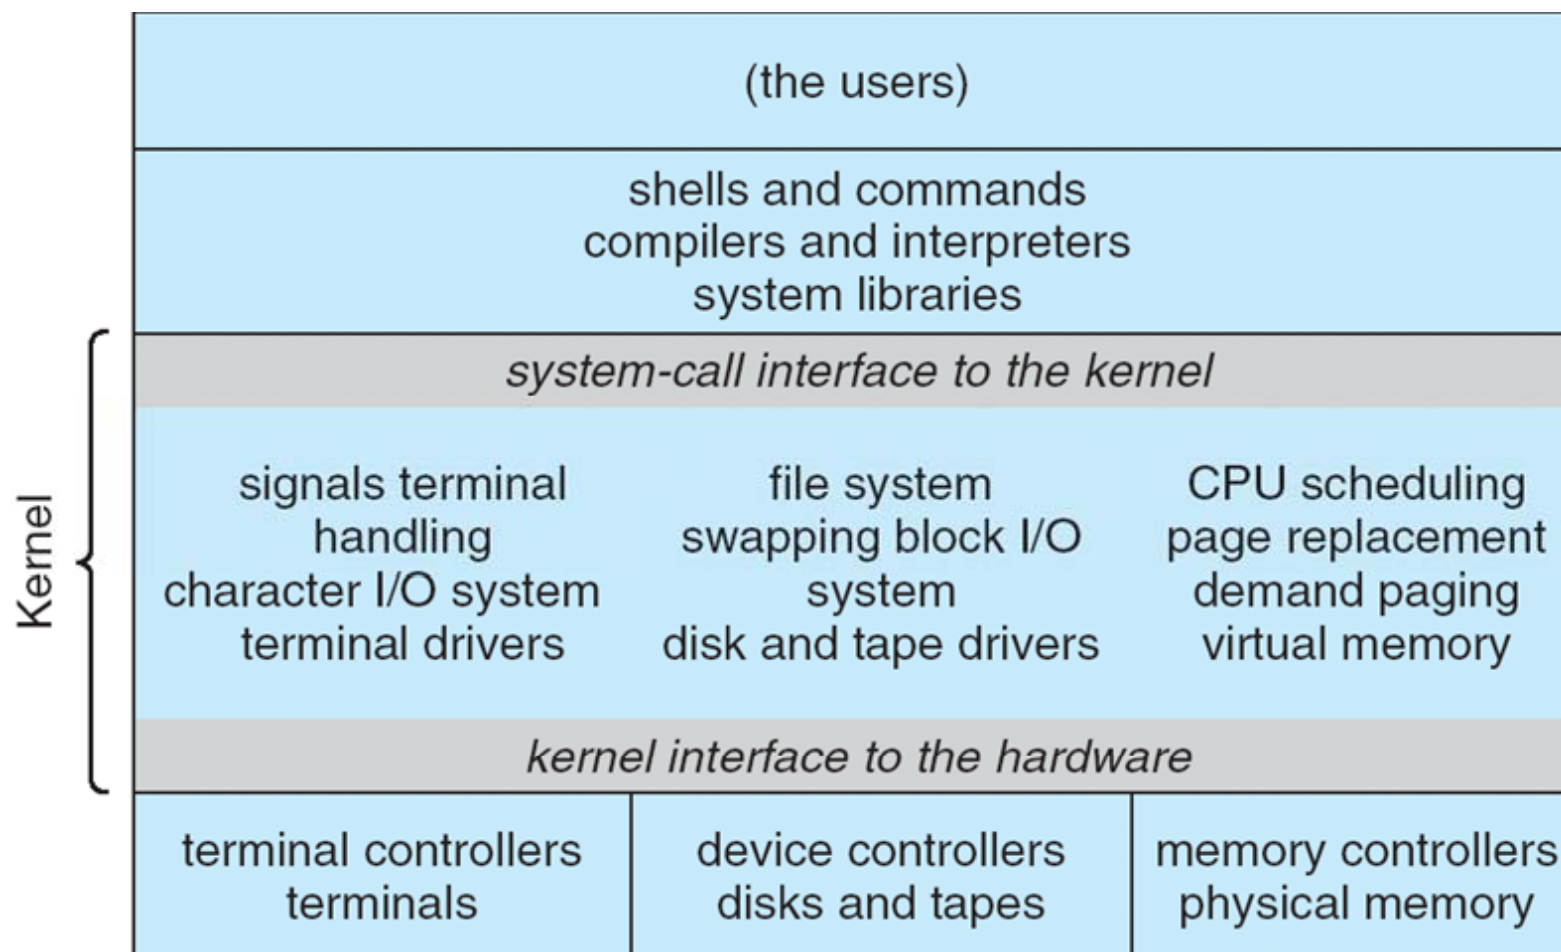 (the users)
shells and commands
compilers and interpreters
system libraries
Kernel
system-call interface to the kernel
signals terminal
handling
character I/O system
terminal drivers
file system
swapping block I/O
system
disk and tape drivers
CPU scheduling
page replacement
demand paging
virtual memory
kernel interface to the hardware
terminal controllers
terminals
device controllers
disks and tapes
memory controllers
physical memory